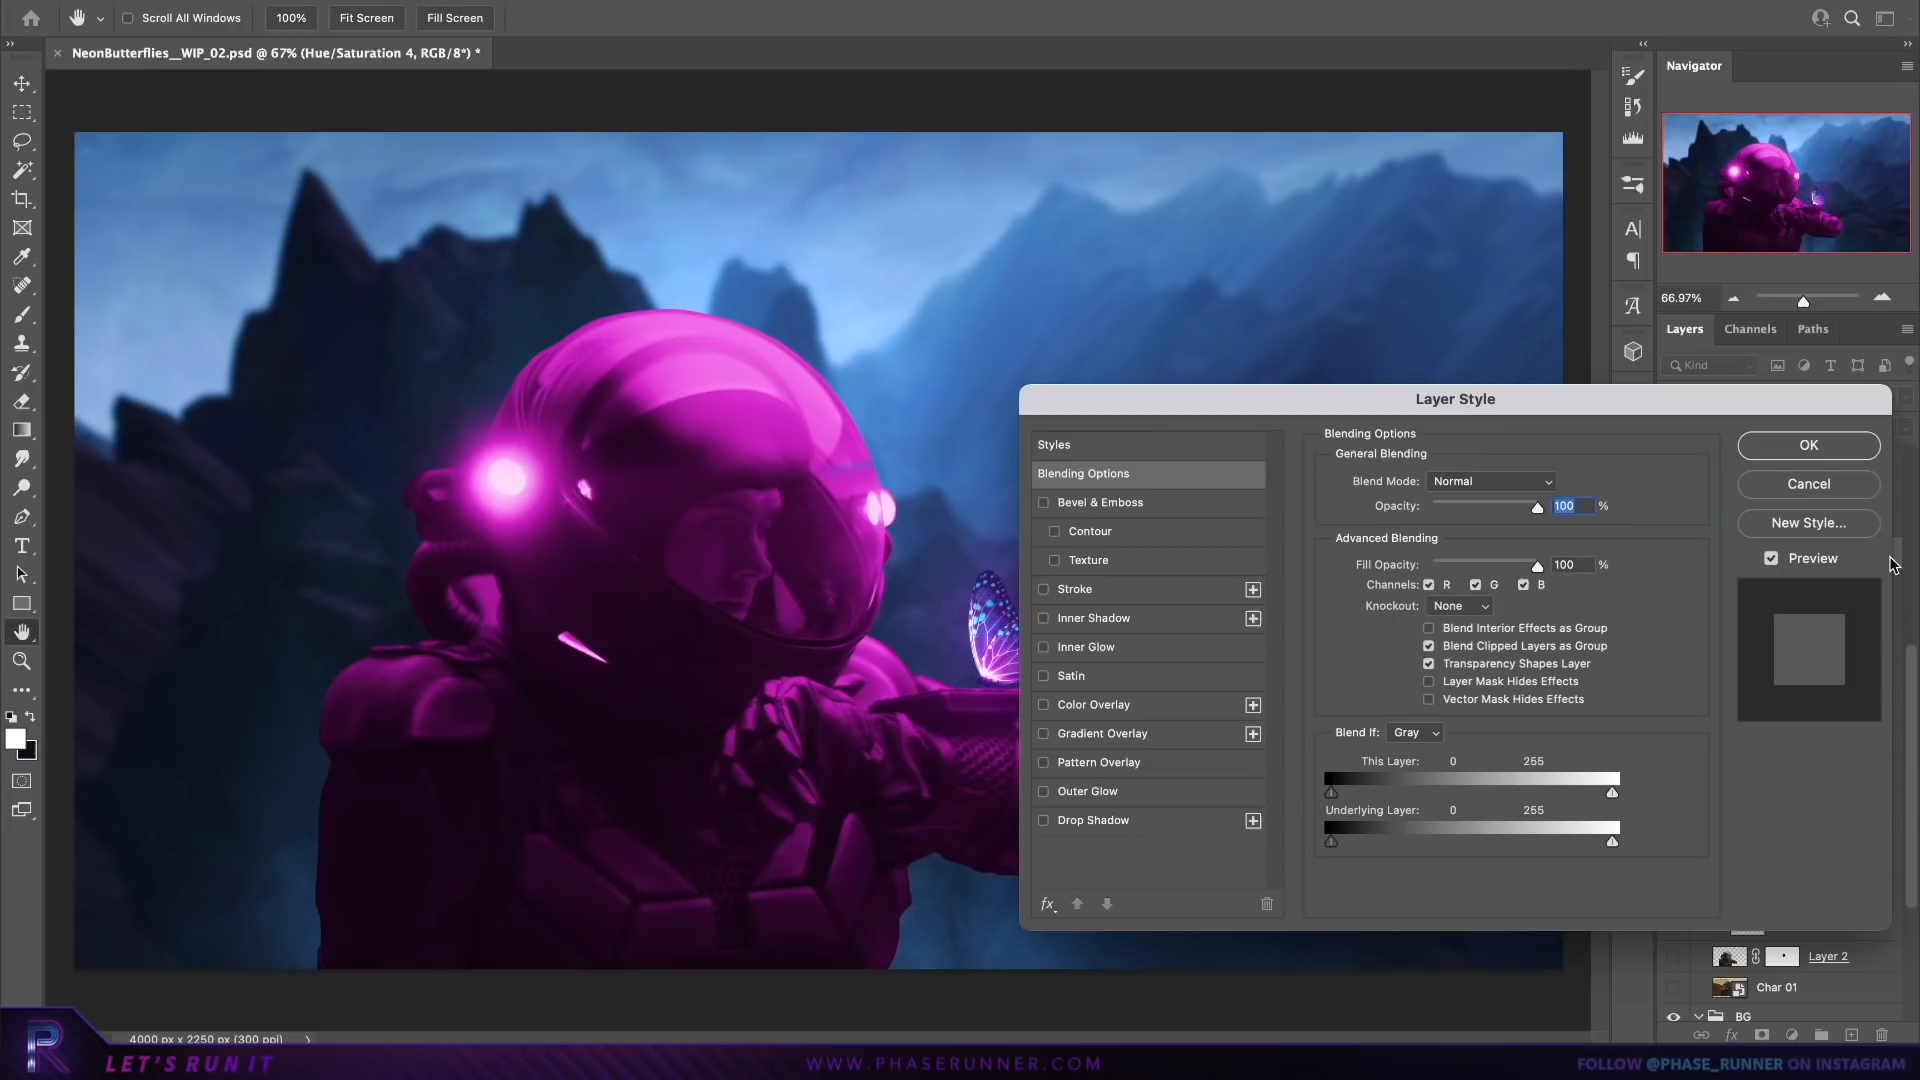 Scroll All Windows
100%
Fit Screen
Fill Screen
NeonButterflies__WIP_02.psd @ 67% (Hue/Saturation 4, RGB/8*) *
Navigator
66.97%
Layers
Channels
Paths
Kind
Layer Style
Styles
Blending Options
Bevel & Emboss
Contour
Texture
Stroke
Inner Shadow
Inner Glow
Satin
Color Overlay
Gradient Overlay
Pattern Overlay
Outer Glow
Drop Shadow
fx
Blending Options
General Blending
Blend Mode: Normal
Opacity: 100 %
Advanced Blending
Fill Opacity: 100 %
Channels: R G B
Knockout: None
Blend Interior Effects as Group
Blend Clipped Layers as Group
Transparency Shapes Layer
Layer Mask Hides Effects
Vector Mask Hides Effects
Blend If: Gray
This Layer: 0 255
Underlying Layer: 0 255
OK
Cancel
New Style...
Preview
Layer 2
Char 01
BG
fx
4000 px x 2250 px (300 ppi)
R
LET'S RUN IT
WWW.PHASERUNNER.COM
FOLLOW @PHASE_RUNNER ON INSTAGRAM